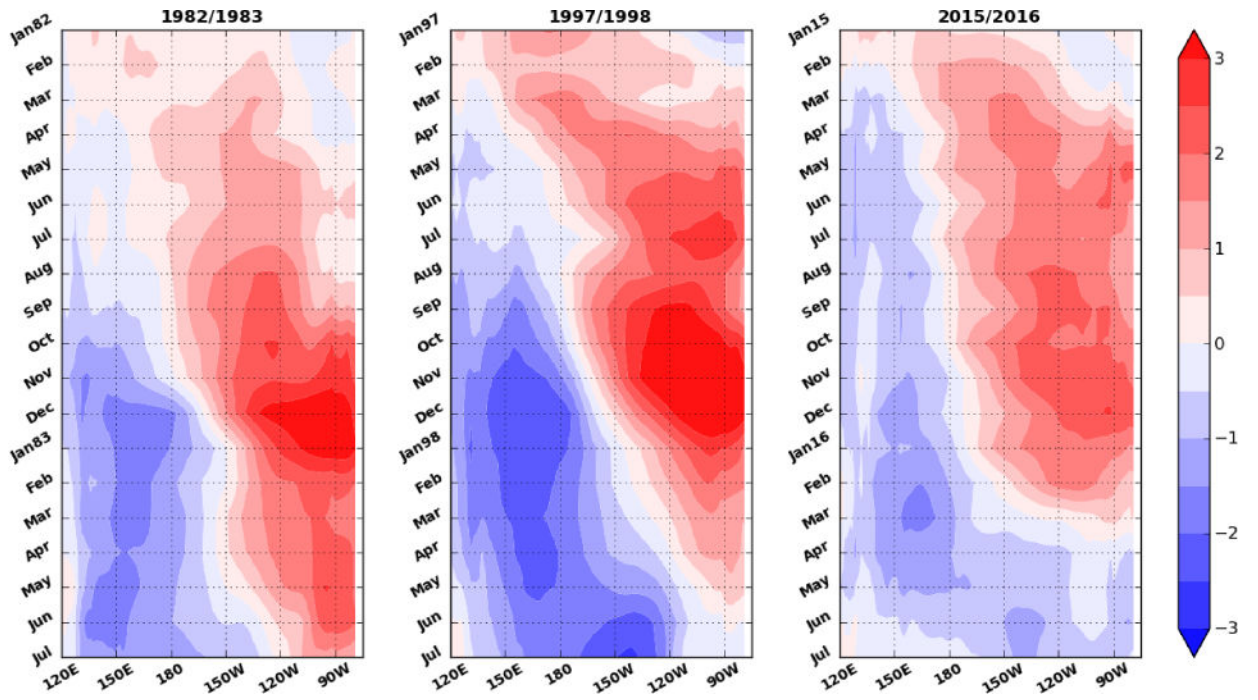 1982/1983
Jan82
Feb
Mar
Apr
May
Jun
Jul
Aug
Sep
Oct
Nov
Dec
Jan83
Feb
Mar
Apr
May
Jun
Jul
120E 150E 180 150W 120W 90W
1997/1998
Jan97
Feb
Mar
Apr
May
Jun
Jul
Aug
Sep
Oct
Nov
Dec
Jan98
Feb
Mar
Apr
May
Jun
Jul
120E 150E 180 150W 120W 90W
2015/2016
Jan15
Feb
Mar
Apr
May
Jun
Jul
Aug
Sep
Oct
Nov
Dec
Jan16
Feb
Mar
Apr
May
Jun
Jul
120E 150E 180 150W 120W 90W
3
2
1
0
−1
−2
−3